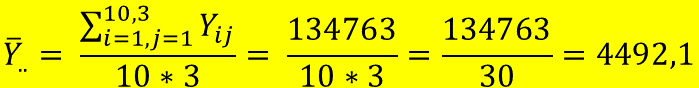 Ȳ.. = ∑_{i=1,j=1}^{10,3} Y_{ij} / 10 ∗ 3 = 134763 / 10 ∗ 3 = 134763 / 30 = 4492,1